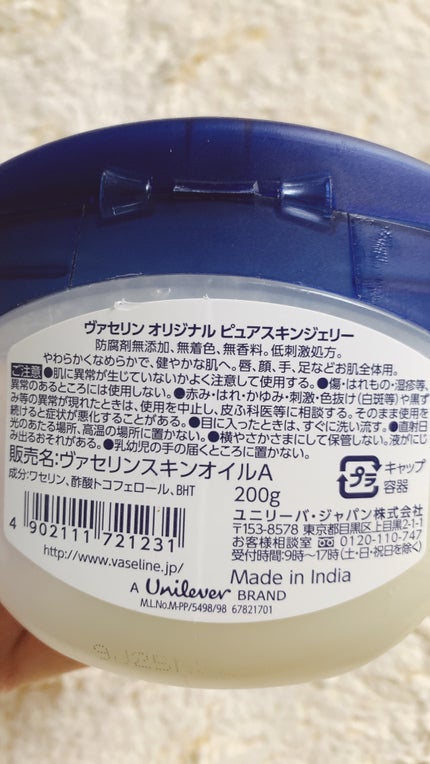 ヴァセリン オリジナル ピュアスキンジェリー
防腐剤無添加、無着色、無香料。低刺激処方。
やわらかくなめらかで、健やかな肌へ。唇、顔、手、足などお肌全体用。
ご注意●肌に異常が生じていないかよく注意して使用する。●傷・はれもの・湿疹等、
異常のあるところには使用しない。●赤み・はれ・かゆみ・刺激・色抜け(白斑等)や黒ず
み等の異常が現れたときは、使用を中止し、皮ふ科医等に相談する。そのまま使用を
続けると症状が悪化することがある。●目に入ったときは、すぐに洗い流す。●直射日
光のあたる場所、高温の場所に置かない。●横やさかさまにして保管しない。液がにじ
み出るおそれがある。●乳幼児の手の届くところに置かない。
販売名:ヴァセリンスキンオイルA
成分:ワセリン、酢酸トコフェロール、BHT
200g
プラ
キャップ
容器
4 902111 721231
ユニリーバ・ジャパン株式会社
〒153-8578 東京都目黒区上目黒2-1-1
お客様相談室 0120-110-747
受付時間:9時〜17時(土・日・祝日を除く)
http://www.vaseline.jp/
Made in India
A Unilever BRAND
M.L.No.M-PP/5498/98 67821701